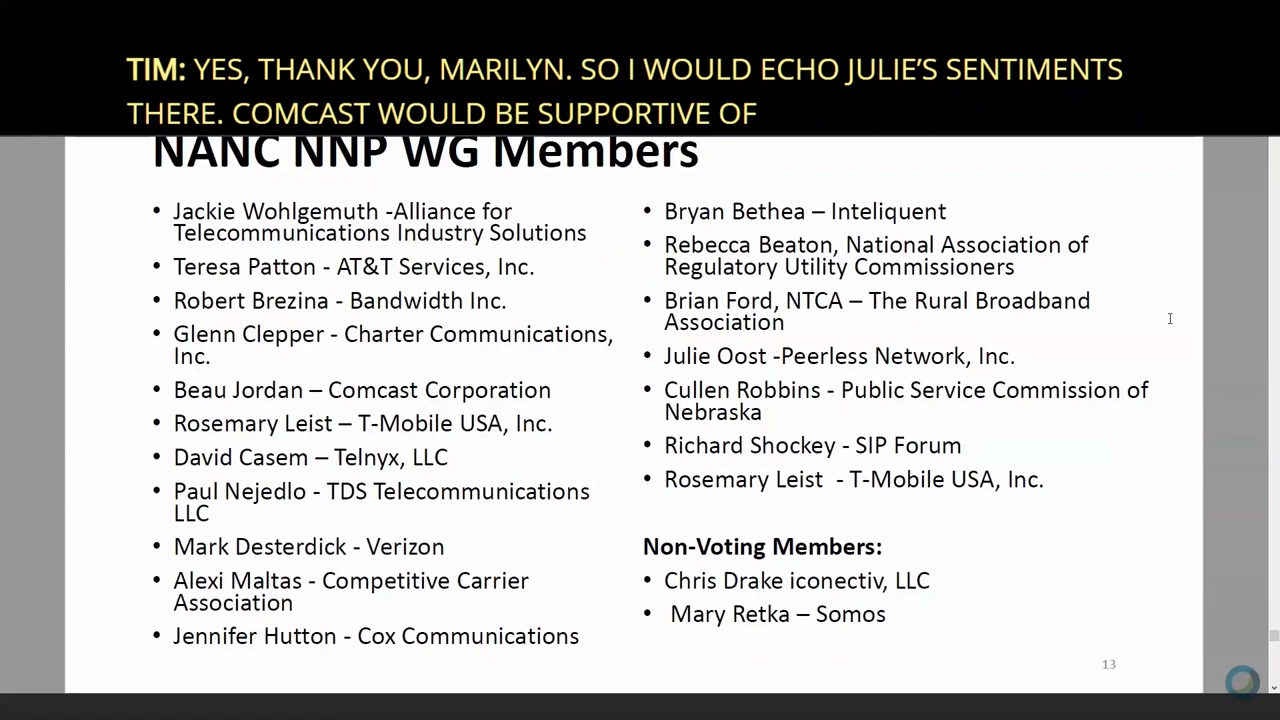 TIM: YES, THANK YOU, MARILYN. SO I WOULD ECHO JULIE'S SENTIMENTS
THERE. COMCAST WOULD BE SUPPORTIVE OF
NANC NNP WG Members
• Jackie Wohlgemuth -Alliance for
Telecommunications Industry Solutions
• Teresa Patton - AT&T Services, Inc.
• Robert Brezina - Bandwidth Inc.
• Glenn Clepper - Charter Communications,
Inc.
• Beau Jordan – Comcast Corporation
• Rosemary Leist – T-Mobile USA, Inc.
• David Casem – Telnyx, LLC
• Paul Nejedlo - TDS Telecommunications
LLC
• Mark Desterdick - Verizon
• Alexi Maltas - Competitive Carrier
Association
• Jennifer Hutton - Cox Communications
• Bryan Bethea – Inteliquent
• Rebecca Beaton, National Association of
Regulatory Utility Commissioners
• Brian Ford, NTCA – The Rural Broadband
Association
• Julie Oost -Peerless Network, Inc.
• Cullen Robbins - Public Service Commission of
Nebraska
• Richard Shockey - SIP Forum
• Rosemary Leist - T-Mobile USA, Inc.
Non-Voting Members:
• Chris Drake iconectiv, LLC
• Mary Retka – Somos
13